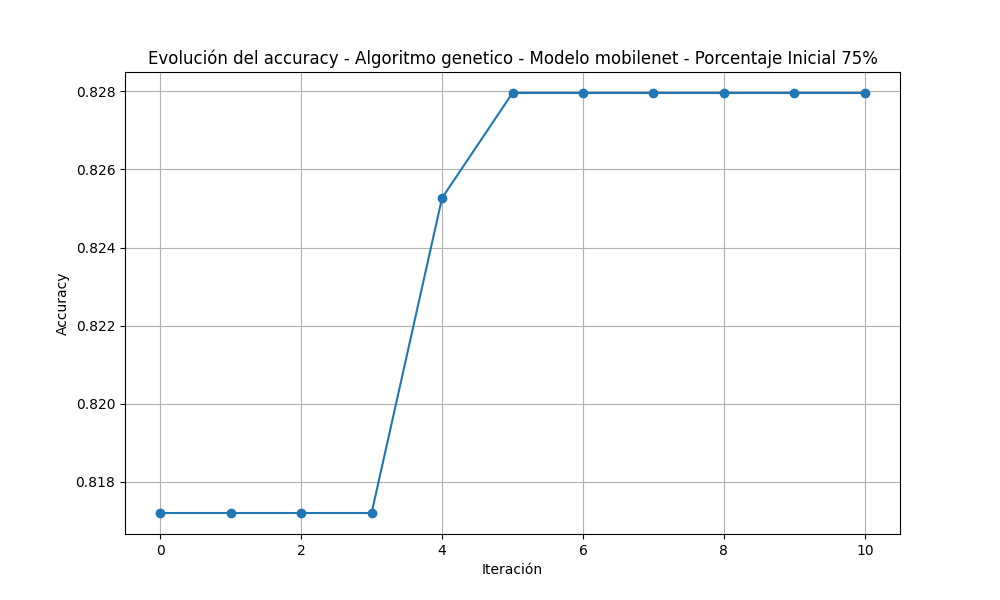 Evolución del accuracy - Algoritmo genetico - Modelo mobilenet - Porcentaje Inicial 75%
0.828
0.826
0.824
0.822
0.820
0.818
Accuracy
0 2 4 6 8 10
Iteración